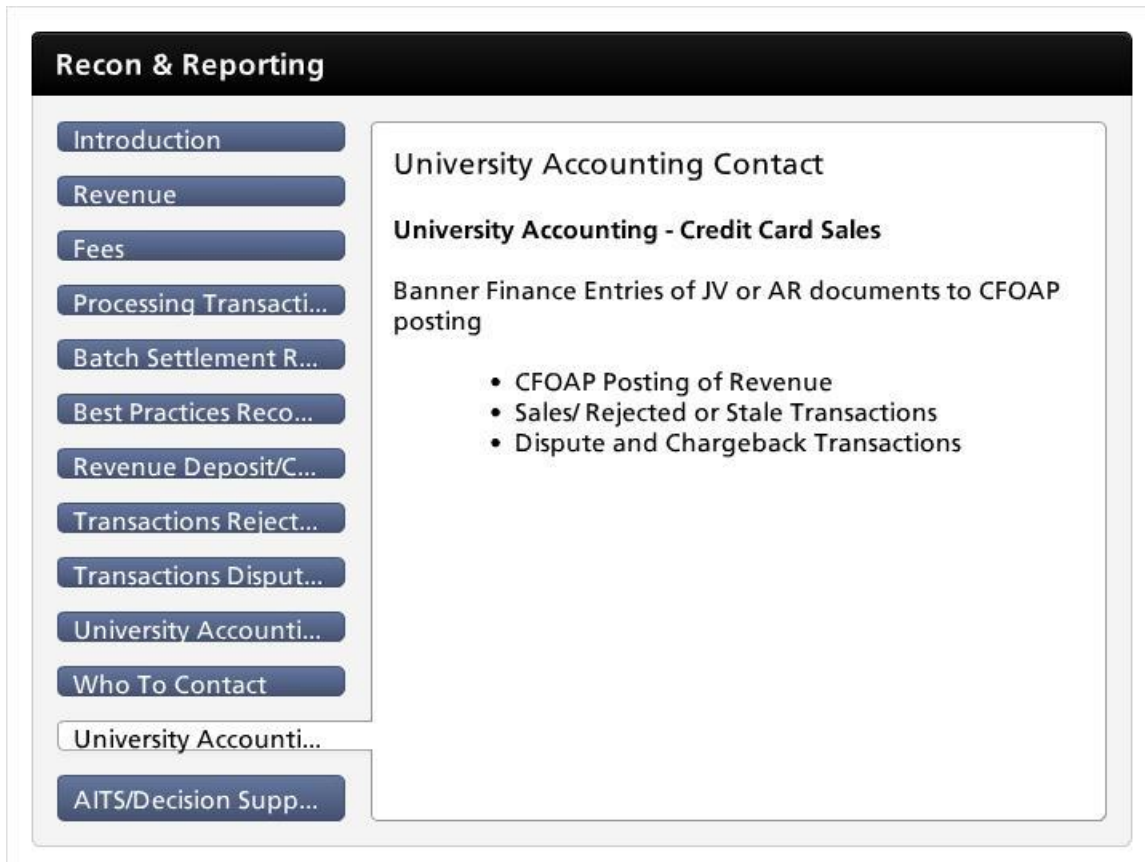 Recon & Reporting
Introduction
Revenue
Fees
Processing Transacti...
Batch Settlement R...
Best Practices Reco...
Revenue Deposit/C...
Transactions Reject...
Transactions Disput...
University Accounti...
Who To Contact
University Accounti...
AITS/Decision Supp...
University Accounting Contact
University Accounting - Credit Card Sales
Banner Finance Entries of JV or AR documents to CFOAP
posting
• CFOAP Posting of Revenue
• Sales/ Rejected or Stale Transactions
• Dispute and Chargeback Transactions